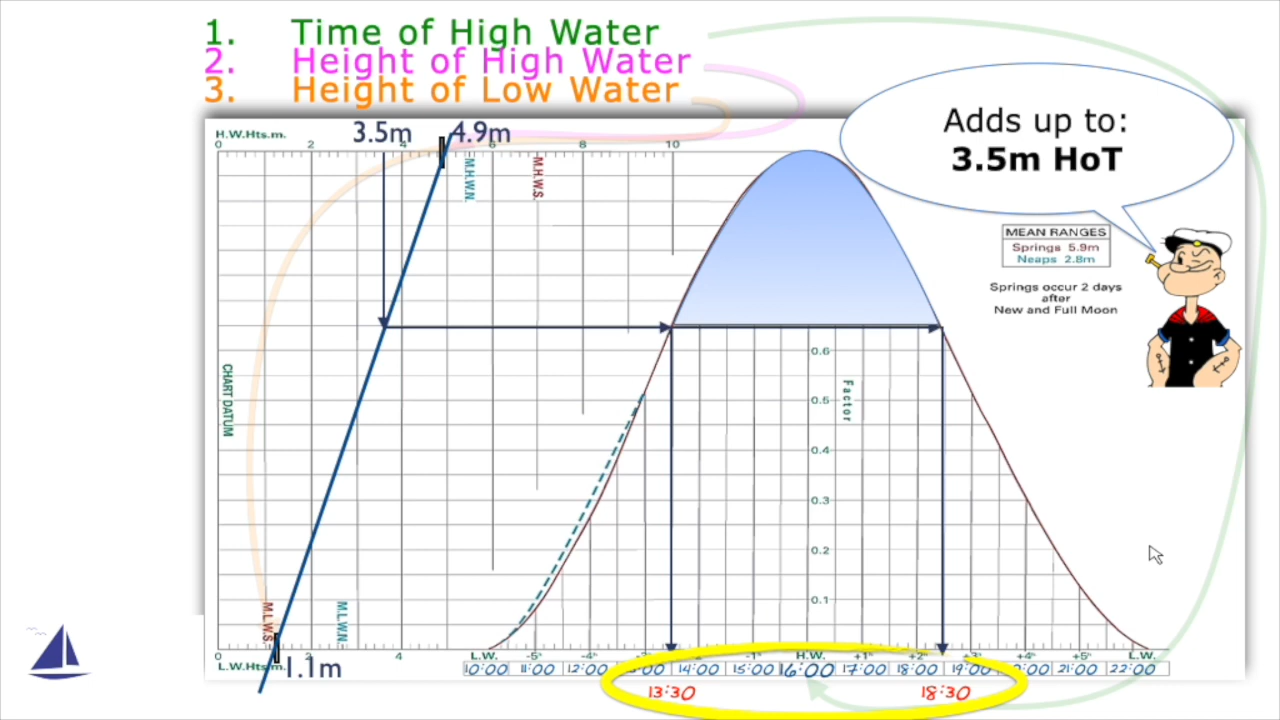 1. Time of High Water
2. Height of High Water
3. Height of Low Water
Adds up to:
3.5m HoT
3.5m 4.9m
H.W.Hts.m.
0 2 6 8 10
M.H.W.N.
M.H.W.S.
MEAN RANGES
Springs 5.9m
Neaps 2.8m
Springs occur 2 days
after
New and Full Moon
CHART DATUM
Factor
0.6
0.5
0.4
0.3
0.2
0.1
M.L.W.S.
M.L.W.N.
0 4 L.W. -5ʰ -4ʰ -1ʰ H.W. +1ʰ +2ʰ +3ʰ +5ʰ L.W.
L.W.Hts.m. 1.1m
10:00 11:00 12:00 14:00 15:00 16:00 17:00 18:00 19:00 21:00 22:00
13:30 18:30